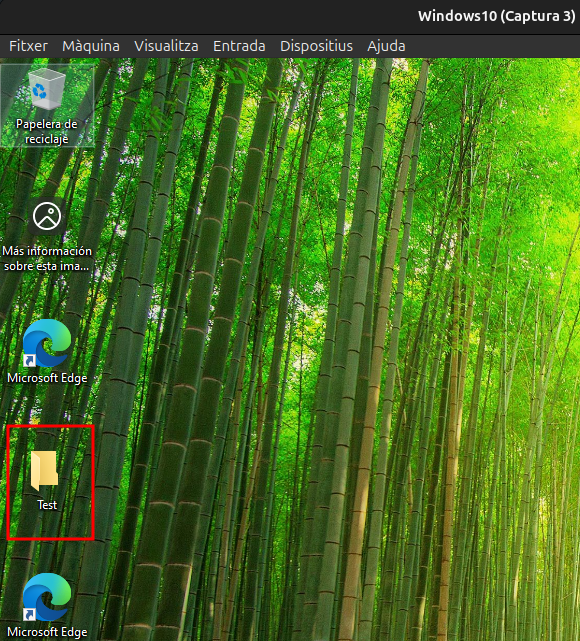 Windows10 (Captura 3)
Fitxer Màquina Visualitza Entrada Dispositius Ajuda
Papelera de
reciclaje
Más información
sobre esta ima...
Microsoft Edge
Test
Microsoft Edge